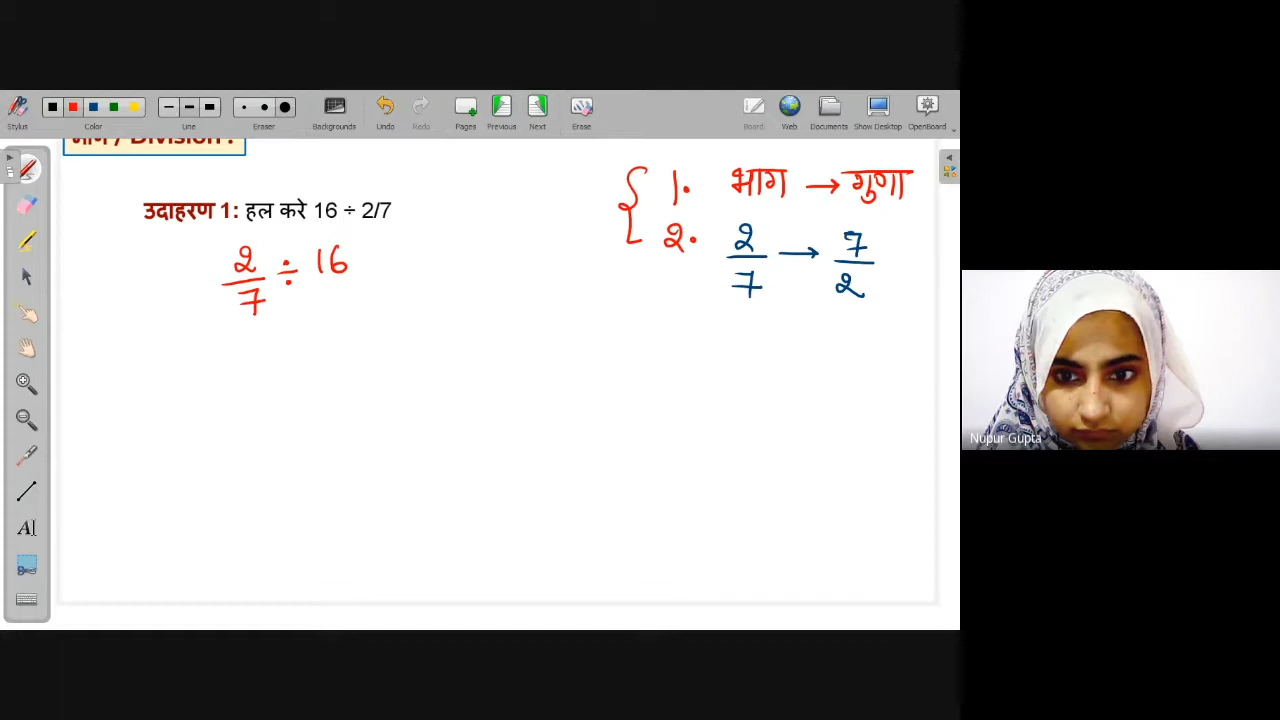 Stylus
Color
Line
Eraser
Backgrounds
Undo
Redo
Pages
Previous
Next
Erase
Board
Web
Documents
Show Desktop
OpenBoard
भाग / Division :
उदाहरण 1: हल करे 16 ÷ 2/7
2/7 ÷ 16
1. भाग → गुणा
2. 2/7 → 7/2
Nupur Gupta